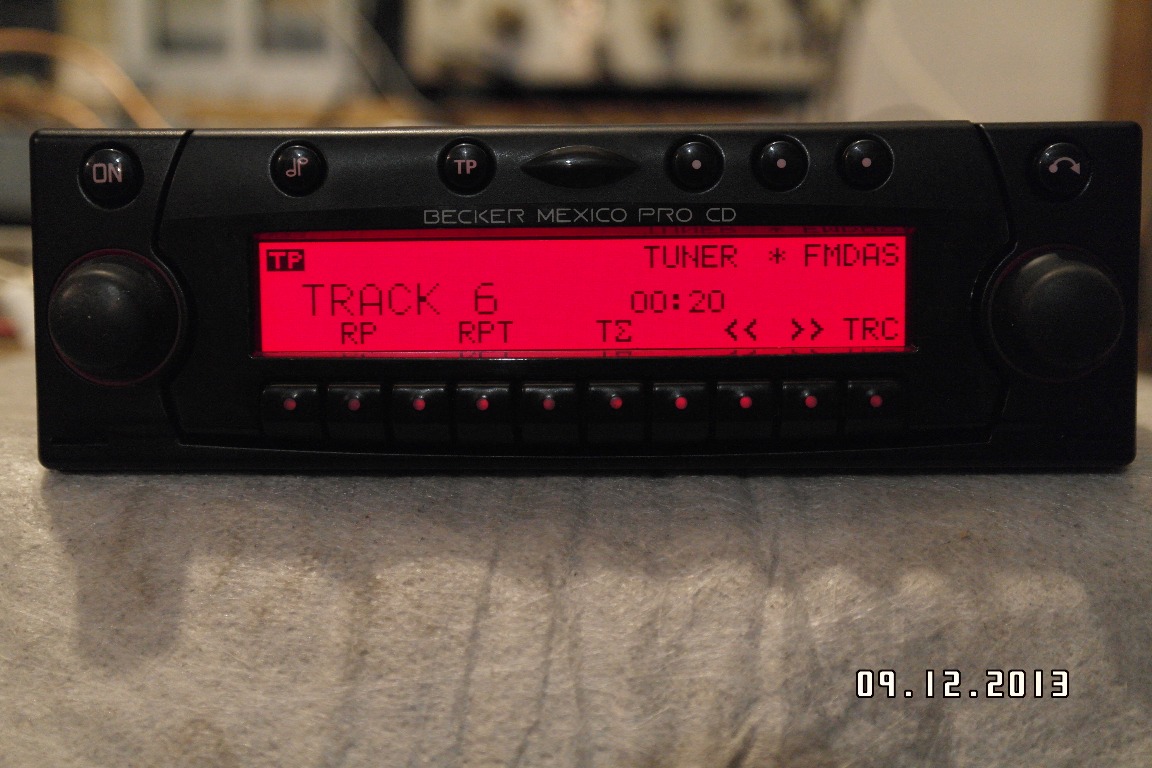 ON
TP
BECKER MEXICO PRO CD
TP TUNER * FMDAS
TRACK 6 00:20
RP RPT TΣ << >> TRC
09.12.2013